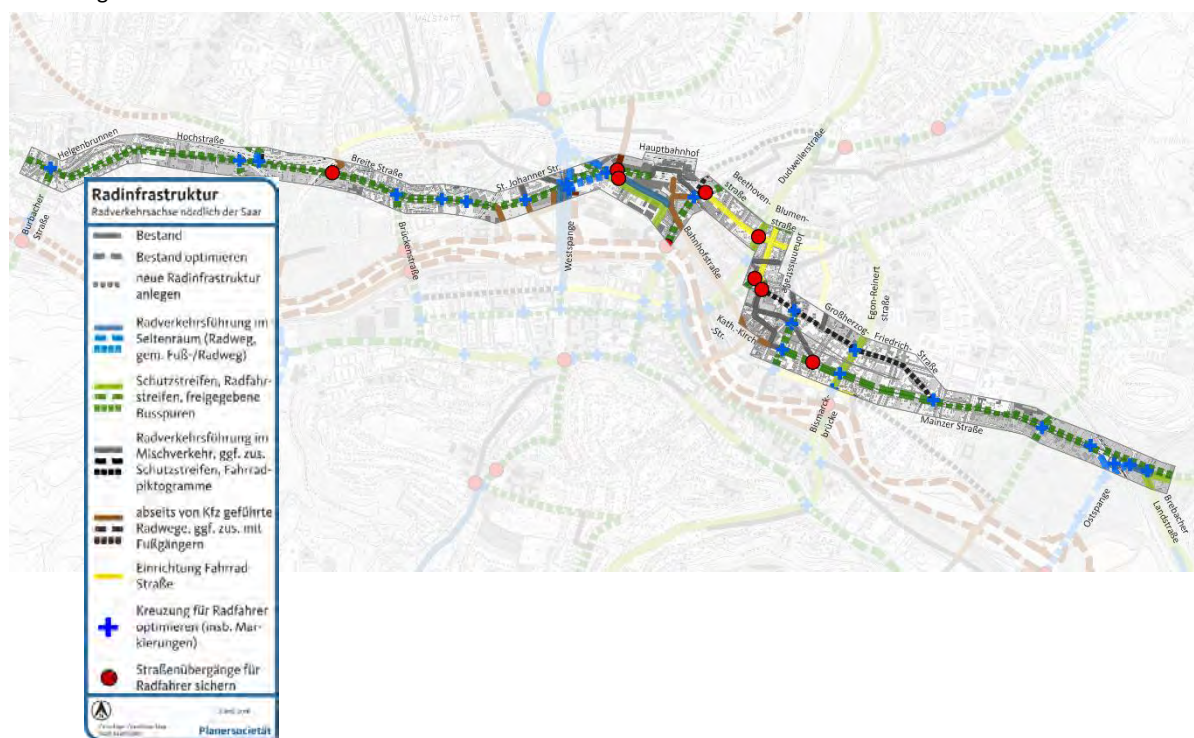 Helgenbrunnen
Hochstraße
Breite Straße
St. Johanner Str.
Hauptbahnhof
Beethoven-
straße
Dudweilerstraße
Blumen-
straße
Johannisstraße
Burbacher
Straße
Brückenstraße
Westspange
Bahnhofstraße
Kath.-Kirch-
-Str.
Großherzog-
Friedrich-
Straße
Egon-Reinert
straße
Bismarck-
brücke
Mainzer Straße
Ostspange
Brebacher
Landstraße
Radinfrastruktur
Radverkehrsachse nördlich der Saar
Bestand
Bestand optimieren
neue Radinfrastruktur
anlegen
Radverkehrsführung im
Seitenraum (Radweg,
gem. Fuß-/Radweg)
Schutzstreifen, Radfahr-
streifen, freigegebene
Busspuren
Radverkehrsführung im
Mischverkehr, ggf. zus.
Schutzstreifen, Fahrrad-
piktogramme
abseits von Kfz geführte
Radwege, ggf. zus. mit
Fußgängern
Einrichtung Fahrrad-
Straße
Kreuzung für Radfahrer
optimieren (insb. Mar-
kierungen)
Straßenübergänge für
Radfahrer sichern
Planersocietät